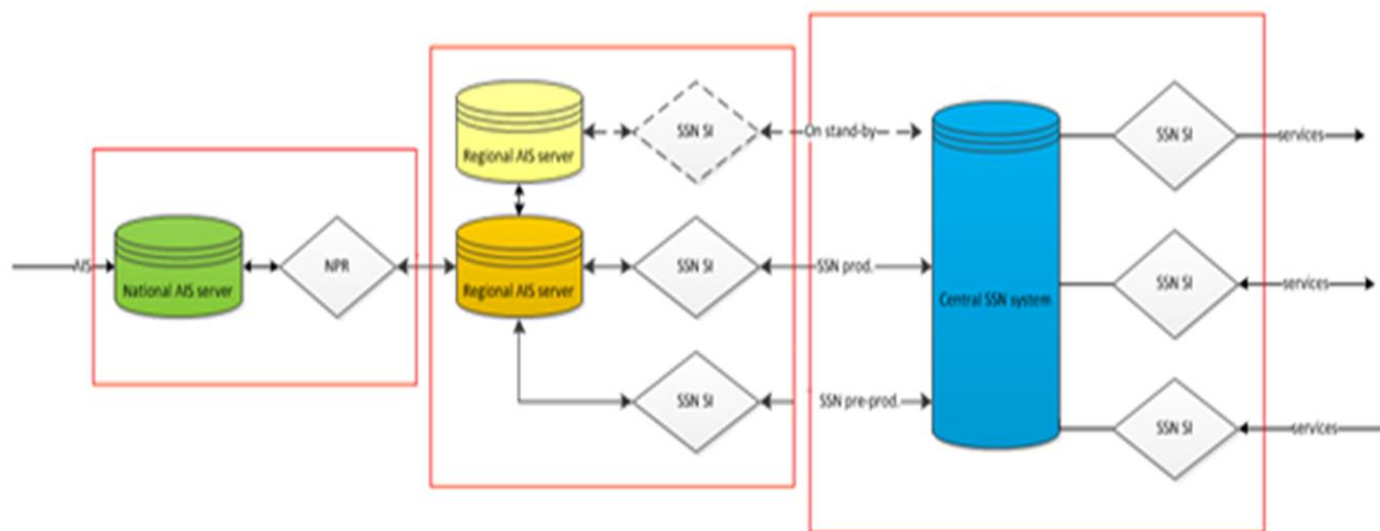 Regional AIS server
SSN SI
On stand-by
SSN SI
services
AIS
National AIS server
NPR
Regional AIS server
SSN SI
SSN prod.
Central SSN system
SSN SI
services
SSN SI
SSN pre-prod.
SSN SI
services